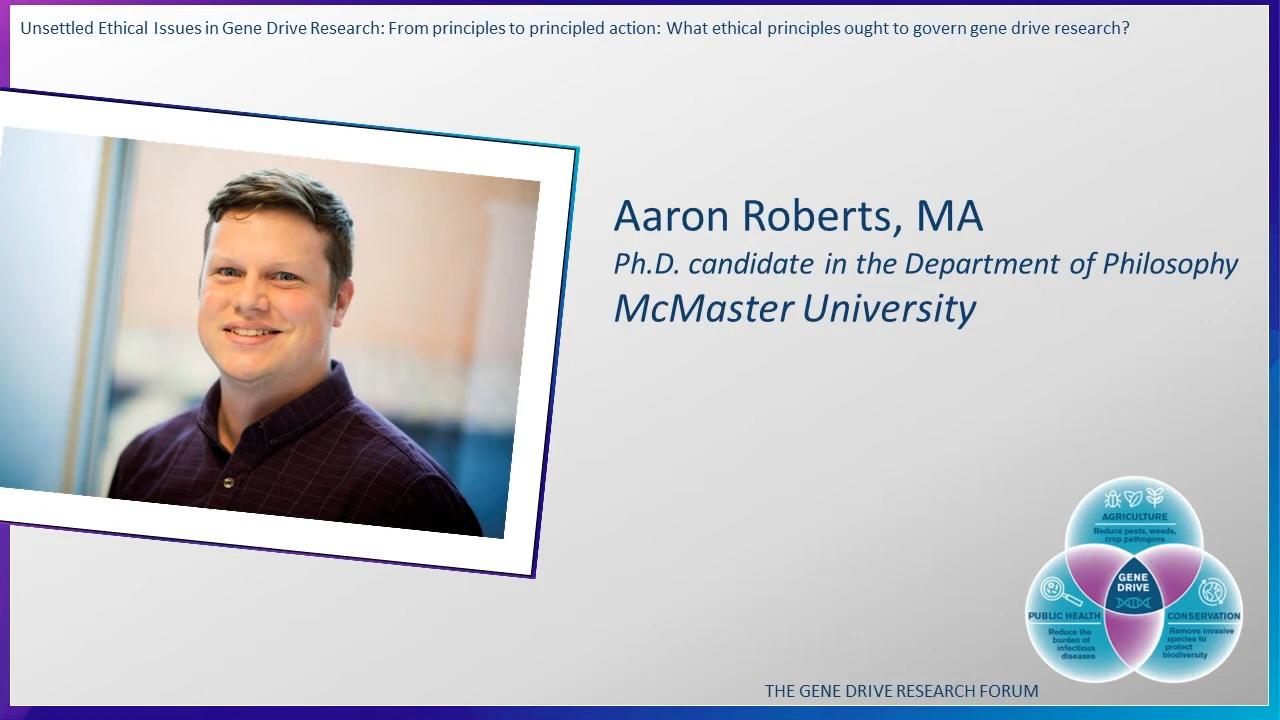 Unsettled Ethical Issues in Gene Drive Research: From principles to principled action: What ethical principles ought to govern gene drive research?
Aaron Roberts, MA
Ph.D. candidate in the Department of Philosophy
McMaster University
AGRICULTURE
Reduce pests, weeds,
crop pathogens
GENE
DRIVE
PUBLIC HEALTH
Reduce the
burden of
infectious
diseases
CONSERVATION
Remove invasive
species to
protect
biodiversity
THE GENE DRIVE RESEARCH FORUM